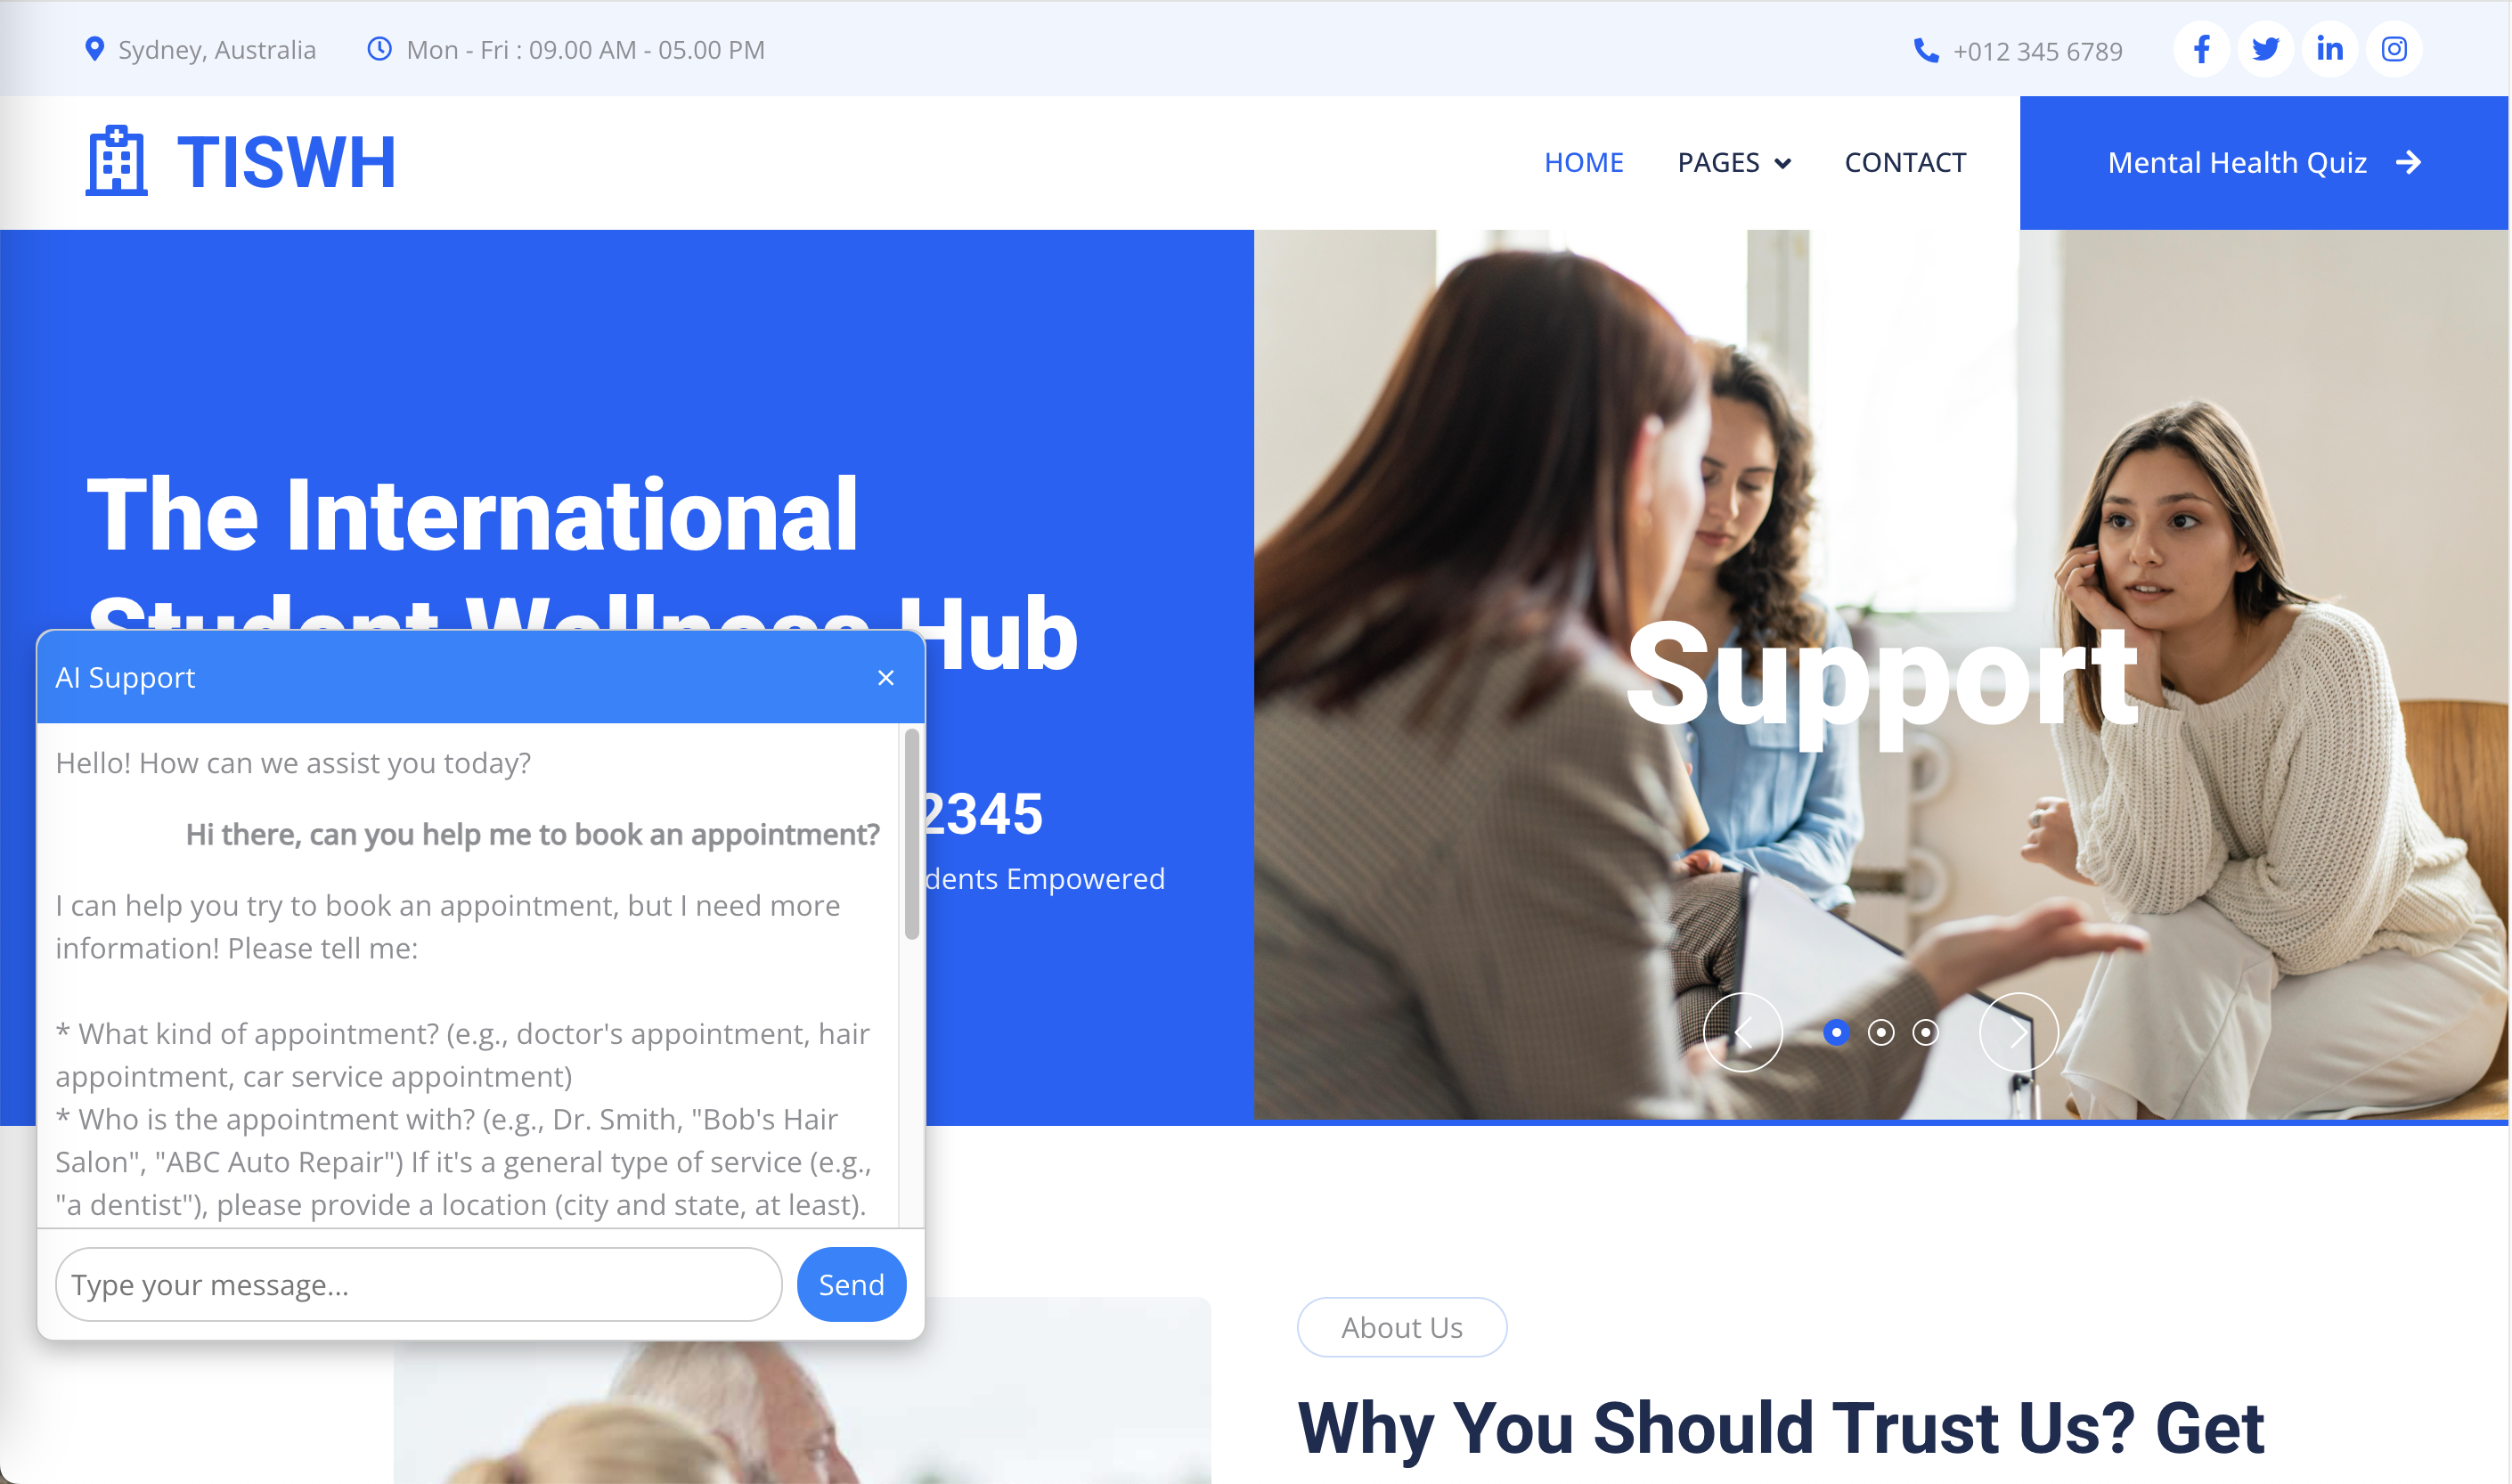 Sydney, Australia
Mon - Fri : 09.00 AM - 05.00 PM
+012 345 6789
TISWH
HOME
PAGES
CONTACT
Mental Health Quiz
The International
Student Wellness Hub
Support
2345
dents Empowered
AI Support
Hello! How can we assist you today?
Hi there, can you help me to book an appointment?
I can help you try to book an appointment, but I need more
information! Please tell me:
* What kind of appointment? (e.g., doctor's appointment, hair
appointment, car service appointment)
* Who is the appointment with? (e.g., Dr. Smith, "Bob's Hair
Salon", "ABC Auto Repair") If it's a general type of service (e.g.,
"a dentist"), please provide a location (city and state, at least).
Type your message...
Send
About Us
Why You Should Trust Us? Get